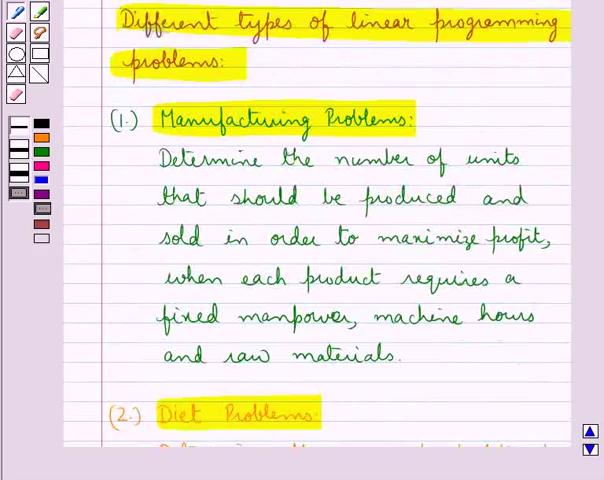 Different types of linear programming
problems:
(1.) Manufacturing Problems:
Determine the number of units
that should be produced and
sold in order to maximize profit,
when each product requires a
fixed manpower, machine hours
and raw materials.
(2.) Diet Problems: